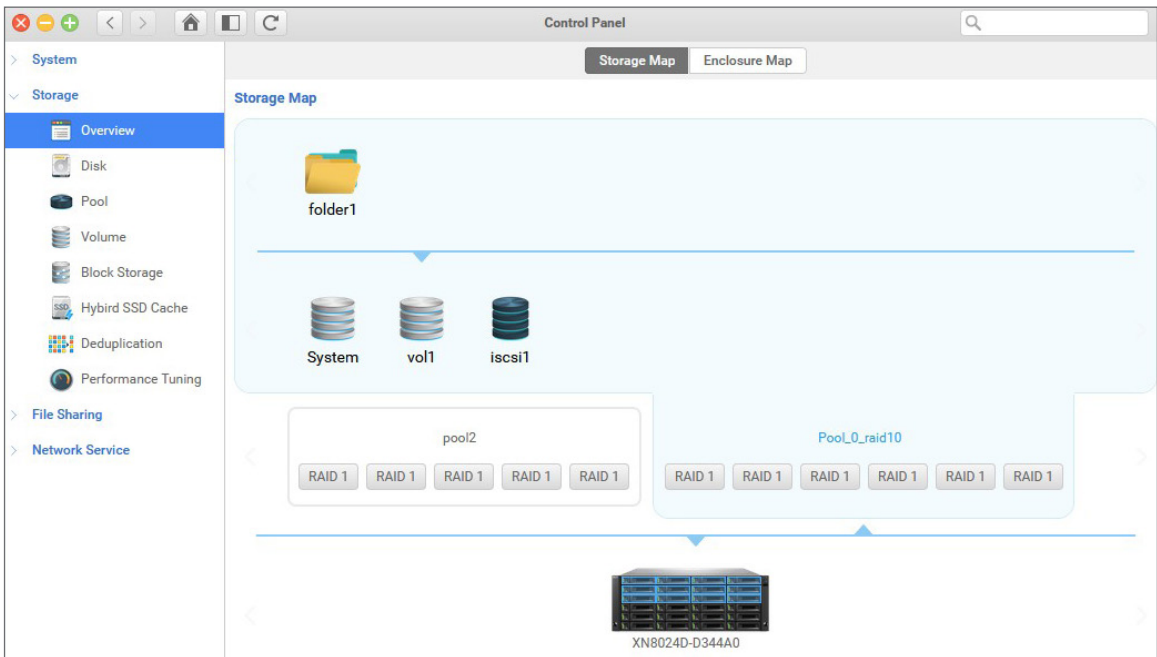 Control Panel
System
Storage Map Enclosure Map
Storage
Storage Map
Overview
Disk
Pool
Volume
Block Storage
SSD Hybird SSD Cache
Deduplication
Performance Tuning
File Sharing
Network Service
folder1
System vol1 iscsi1
pool2
RAID 1 RAID 1 RAID 1 RAID 1 RAID 1
Pool_0_raid10
RAID 1 RAID 1 RAID 1 RAID 1 RAID 1 RAID 1
XN8024D-D344A0